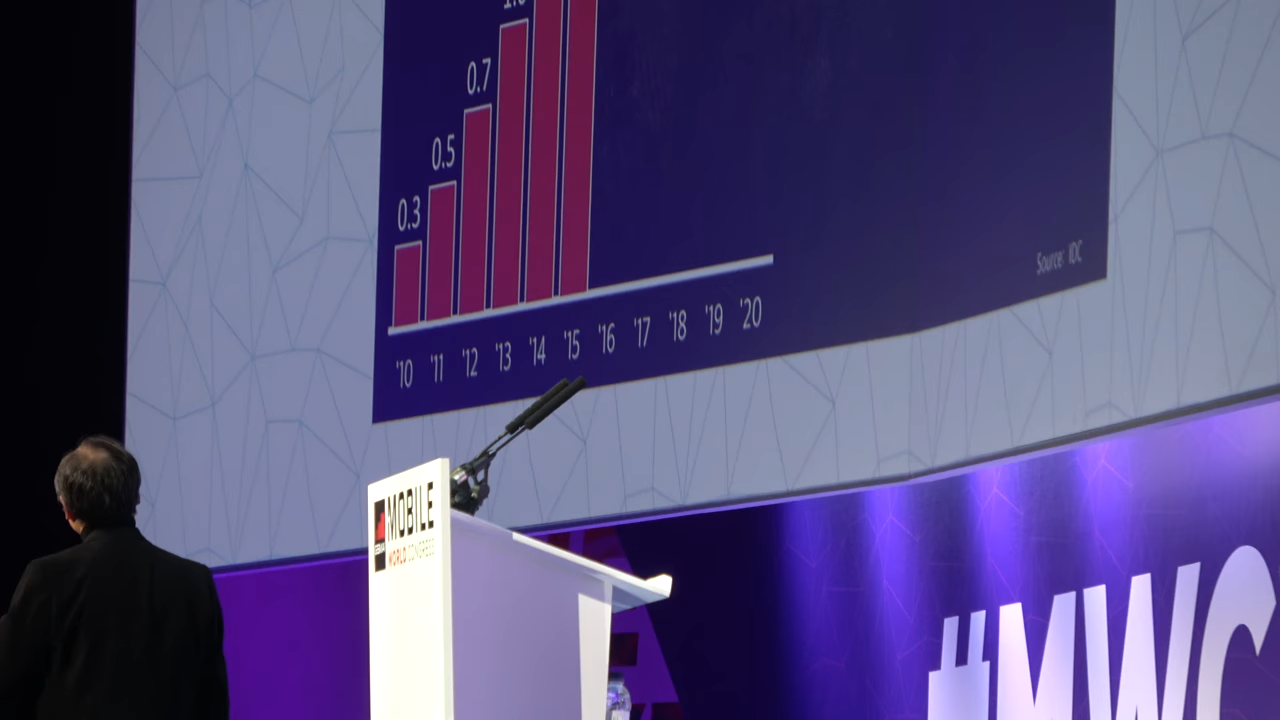 0.7
0.5
0.3
Source: IDC
'10 '11 '12 '13 '14 '15 '16 '17 '18 '19 '20
MOBILE
WORLD CONGRESS
#MWC